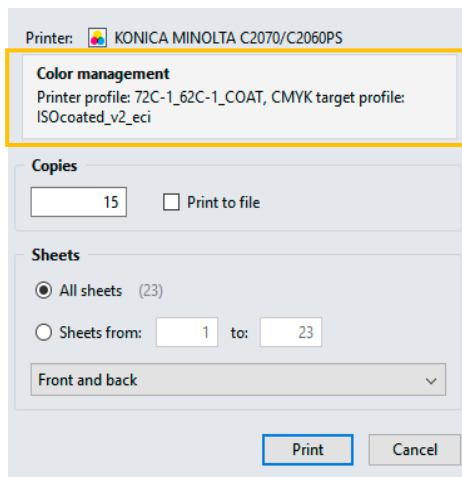 Printer: KONICA MINOLTA C2070/C2060PS
Color management
Printer profile: 72C-1_62C-1_COAT, CMYK target profile:
ISOcoated_v2_eci
Copies
15 Print to file
Sheets
All sheets (23)
Sheets from: 1 to: 23
Front and back
Print Cancel